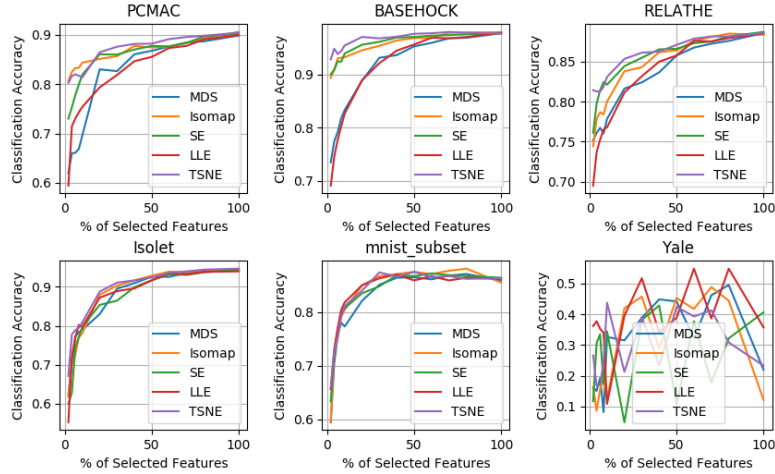 PCMAC
Classification Accuracy
0.9
0.8
0.7
0.6
MDS
Isomap
SE
LLE
TSNE
0
50
100
% of Selected Features
BASEHOCK
Classification Accuracy
0.9
0.8
0.7
MDS
Isomap
SE
LLE
TSNE
0
50
100
% of Selected Features
RELATHE
Classification Accuracy
0.85
0.80
0.75
0.70
MDS
Isomap
SE
LLE
TSNE
0
50
100
% of Selected Features
Isolet
Classification Accuracy
0.9
0.8
0.7
0.6
MDS
Isomap
SE
LLE
TSNE
0
50
100
% of Selected Features
mnist_subset
Classification Accuracy
0.8
0.7
0.6
MDS
Isomap
SE
LLE
TSNE
0
50
100
% of Selected Features
Yale
Classification Accuracy
0.5
0.4
0.3
0.2
0.1
MDS
Isomap
SE
LLE
TSNE
0
50
100
% of Selected Features